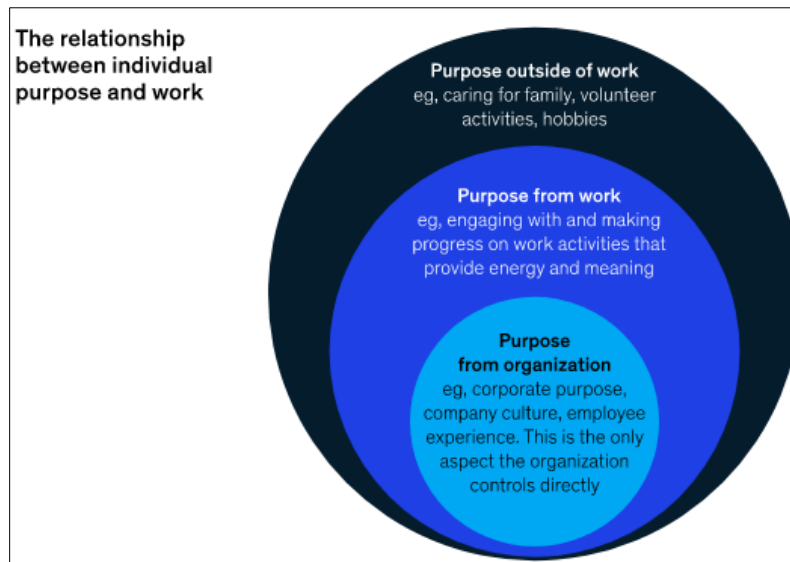 The relationship
between individual
purpose and work
Purpose outside of work
eg, caring for family, volunteer
activities, hobbies
Purpose from work
eg, engaging with and making
progress on work activities that
provide energy and meaning
Purpose
from organization
eg, corporate purpose,
company culture, employee
experience. This is the only
aspect the organization
controls directly